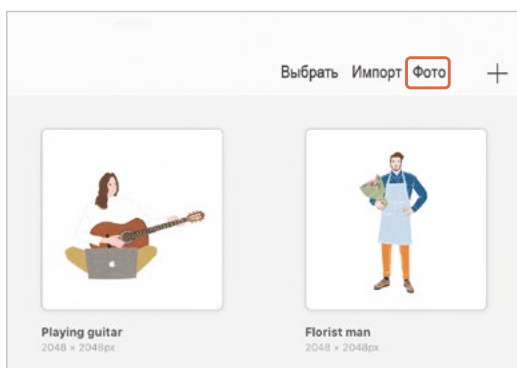 Выбрать Импорт Фото
Playing guitar
2048 × 2048px
Florist man
2048 × 2048px